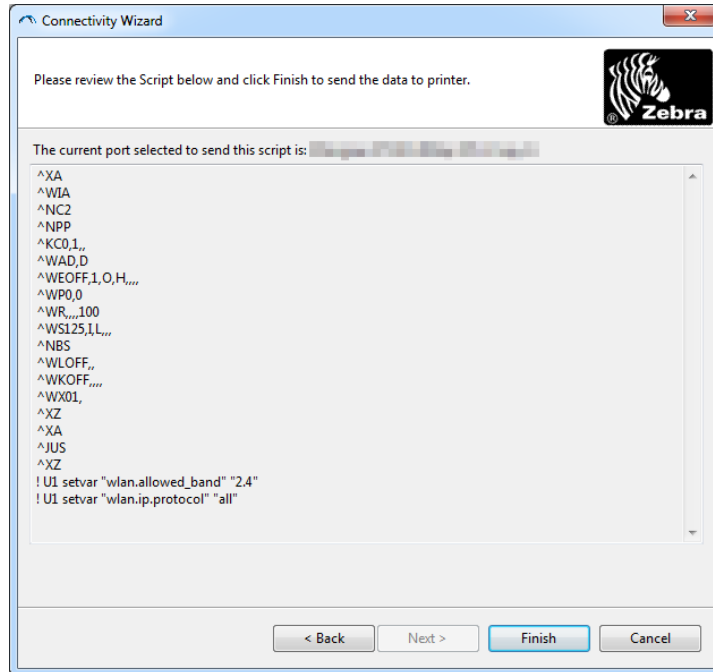 Connectivity Wizard
Please review the Script below and click Finish to send the data to printer.
Zebra
®
The current port selected to send this script is:
^XA
^WIA
^NC2
^NPP
^KC0,1,,
^WAD,D
^WEOFF,1,O,H,,,,
^WP0,0
^WR,,,,100
^WS125,I,L,,,
^NBS
^WLOFF,,
^WKOFF,,,,
^WX01,
^XZ
^XA
^JUS
^XZ
! U1 setvar "wlan.allowed_band" "2.4"
! U1 setvar "wlan.ip.protocol" "all"
< Back
Next >
Finish
Cancel